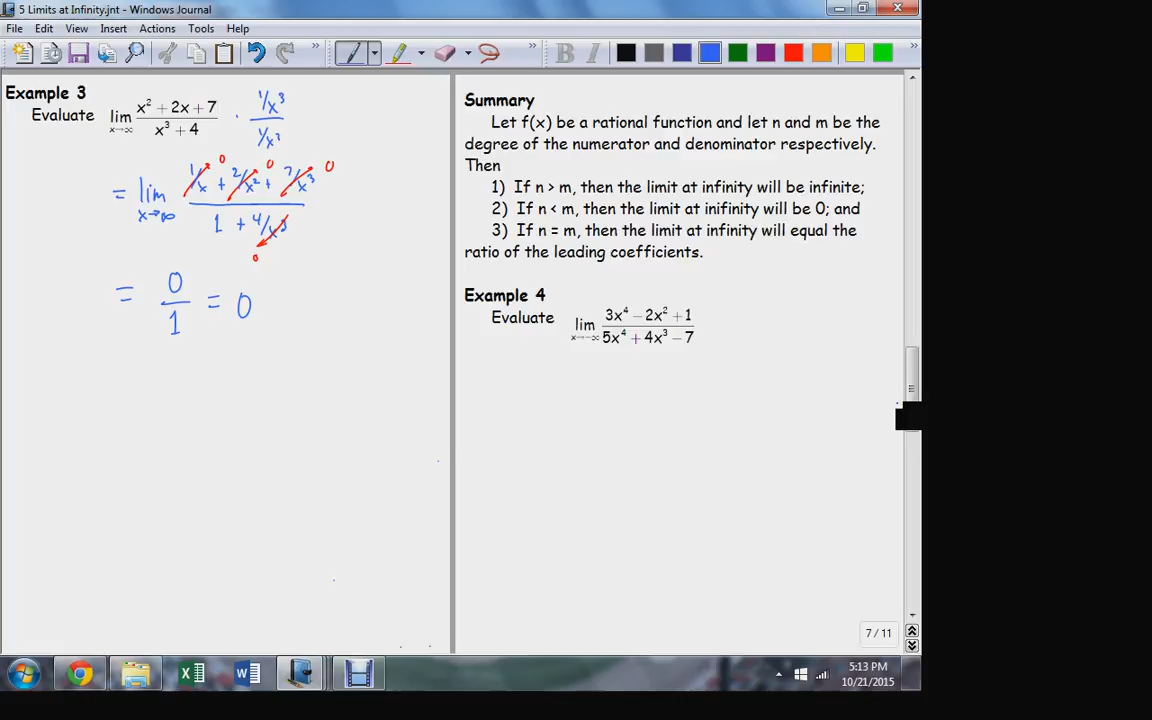 5 Limits at Infinity.jnt - Windows Journal
File Edit View Insert Actions Tools Help
B I
Example 3
Evaluate lim x→∞ (x² + 2x + 7)/(x³ + 4) · (1/x³)/(1/x³)
= lim x→∞ (1/x + 2/x² + 7/x³)/(1 + 4/x³)
0 0 0
0
= 0/1 = 0
Summary
Let f(x) be a rational function and let n and m be the
degree of the numerator and denominator respectively.
Then
1) If n > m, then the limit at infinity will be infinite;
2) If n < m, then the limit at inifinity will be 0; and
3) If n = m, then the limit at infinity will equal the
ratio of the leading coefficients.
Example 4
Evaluate lim x→-∞ (3x⁴ − 2x² + 1)/(5x⁴ + 4x³ − 7)
7 / 11
5:13 PM
10/21/2015